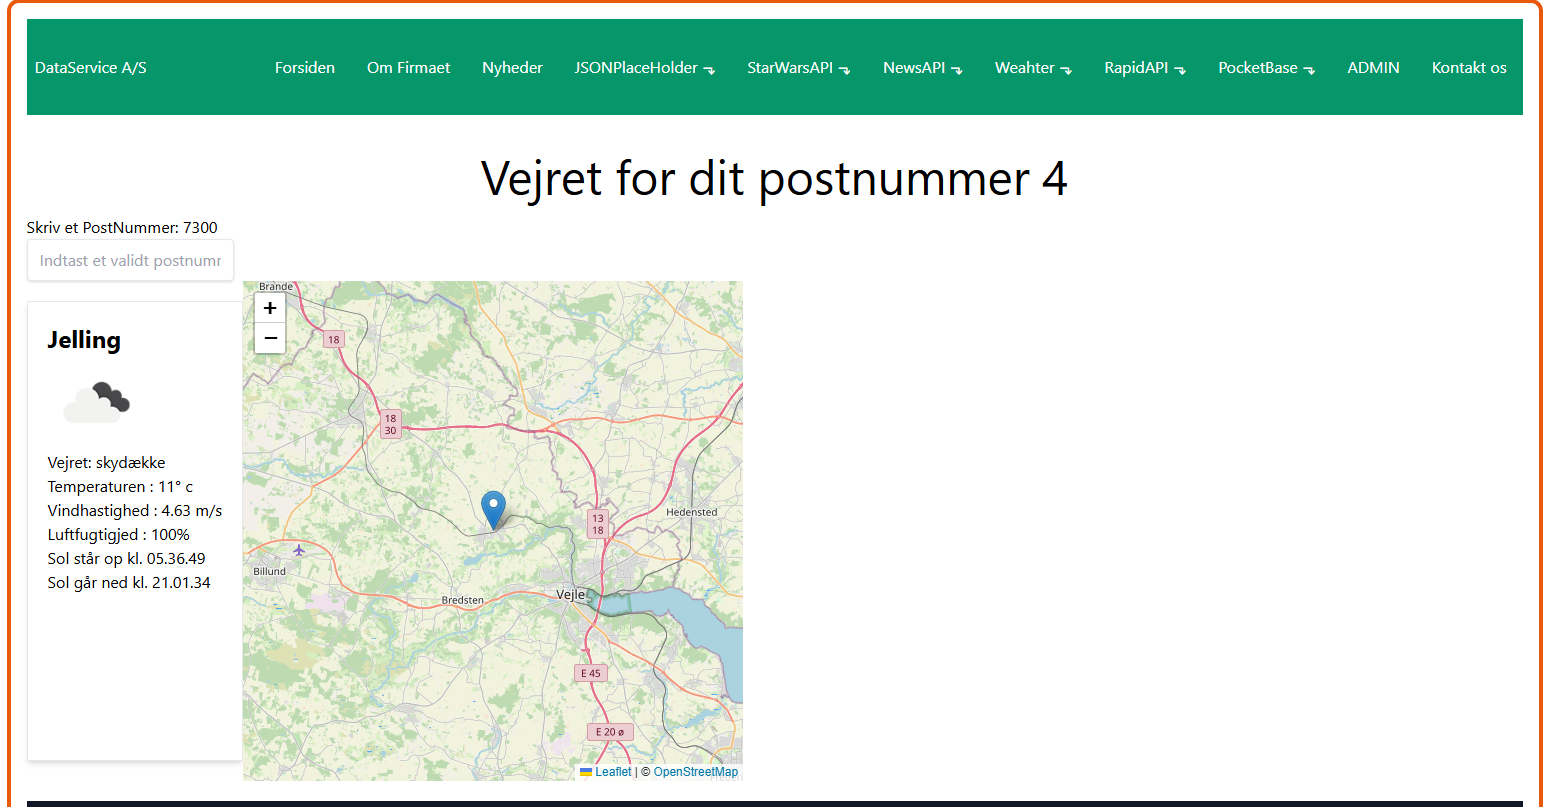 DataService A/S
Forsiden
Om Firmaet
Nyheder
JSONPlaceHolder
StarWarsAPI
NewsAPI
Weahter
RapidAPI
PocketBase
ADMIN
Kontakt os
Vejret for dit postnummer 4
Skriv et PostNummer: 7300
Indtast et validt postnumr
Jelling
Vejret: skydække
Temperaturen : 11° c
Vindhastighed : 4.63 m/s
Luftfugtigjed : 100%
Sol står op kl. 05.36.49
Sol går ned kl. 21.01.34
Brande
+
−
18
18
30
13
18
Hedensted
Billund
Bredsten
Vejle
E 45
E 20 ø
Leaflet | © OpenStreetMap